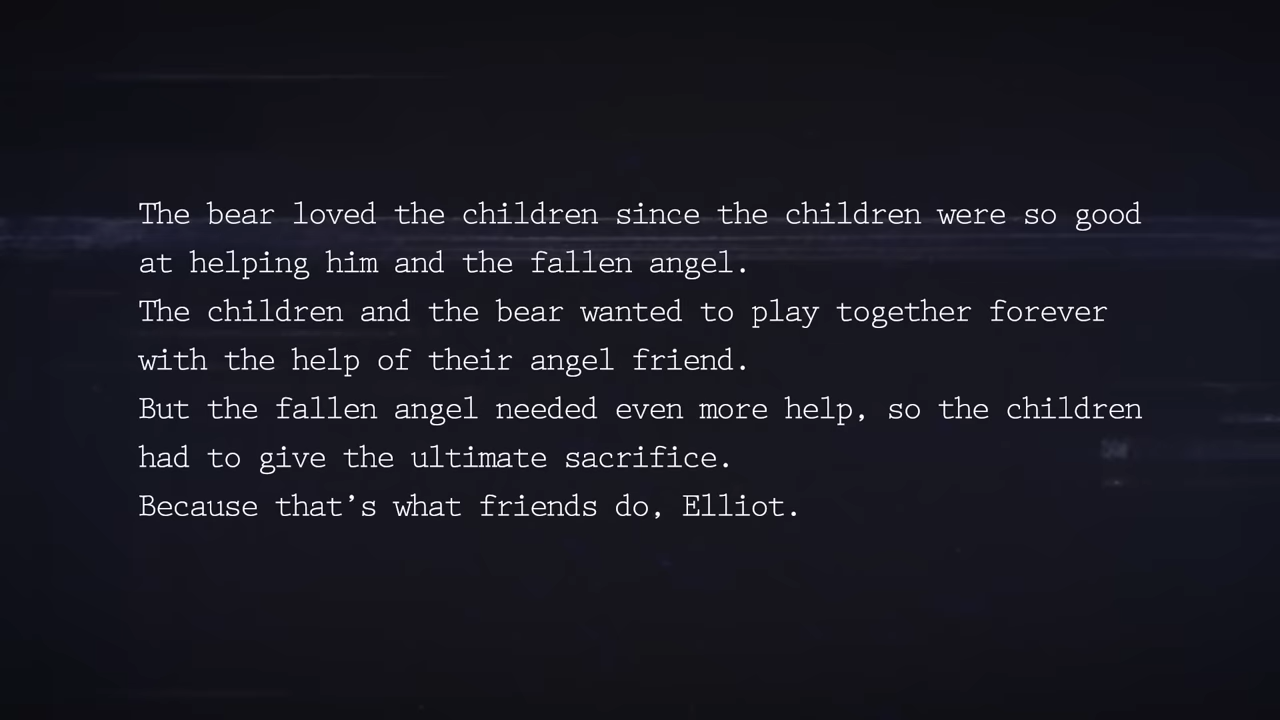 The bear loved the children since the children were so good
at helping him and the fallen angel.
The children and the bear wanted to play together forever
with the help of their angel friend.
But the fallen angel needed even more help, so the children
had to give the ultimate sacrifice.
Because that’s what friends do, Elliot.